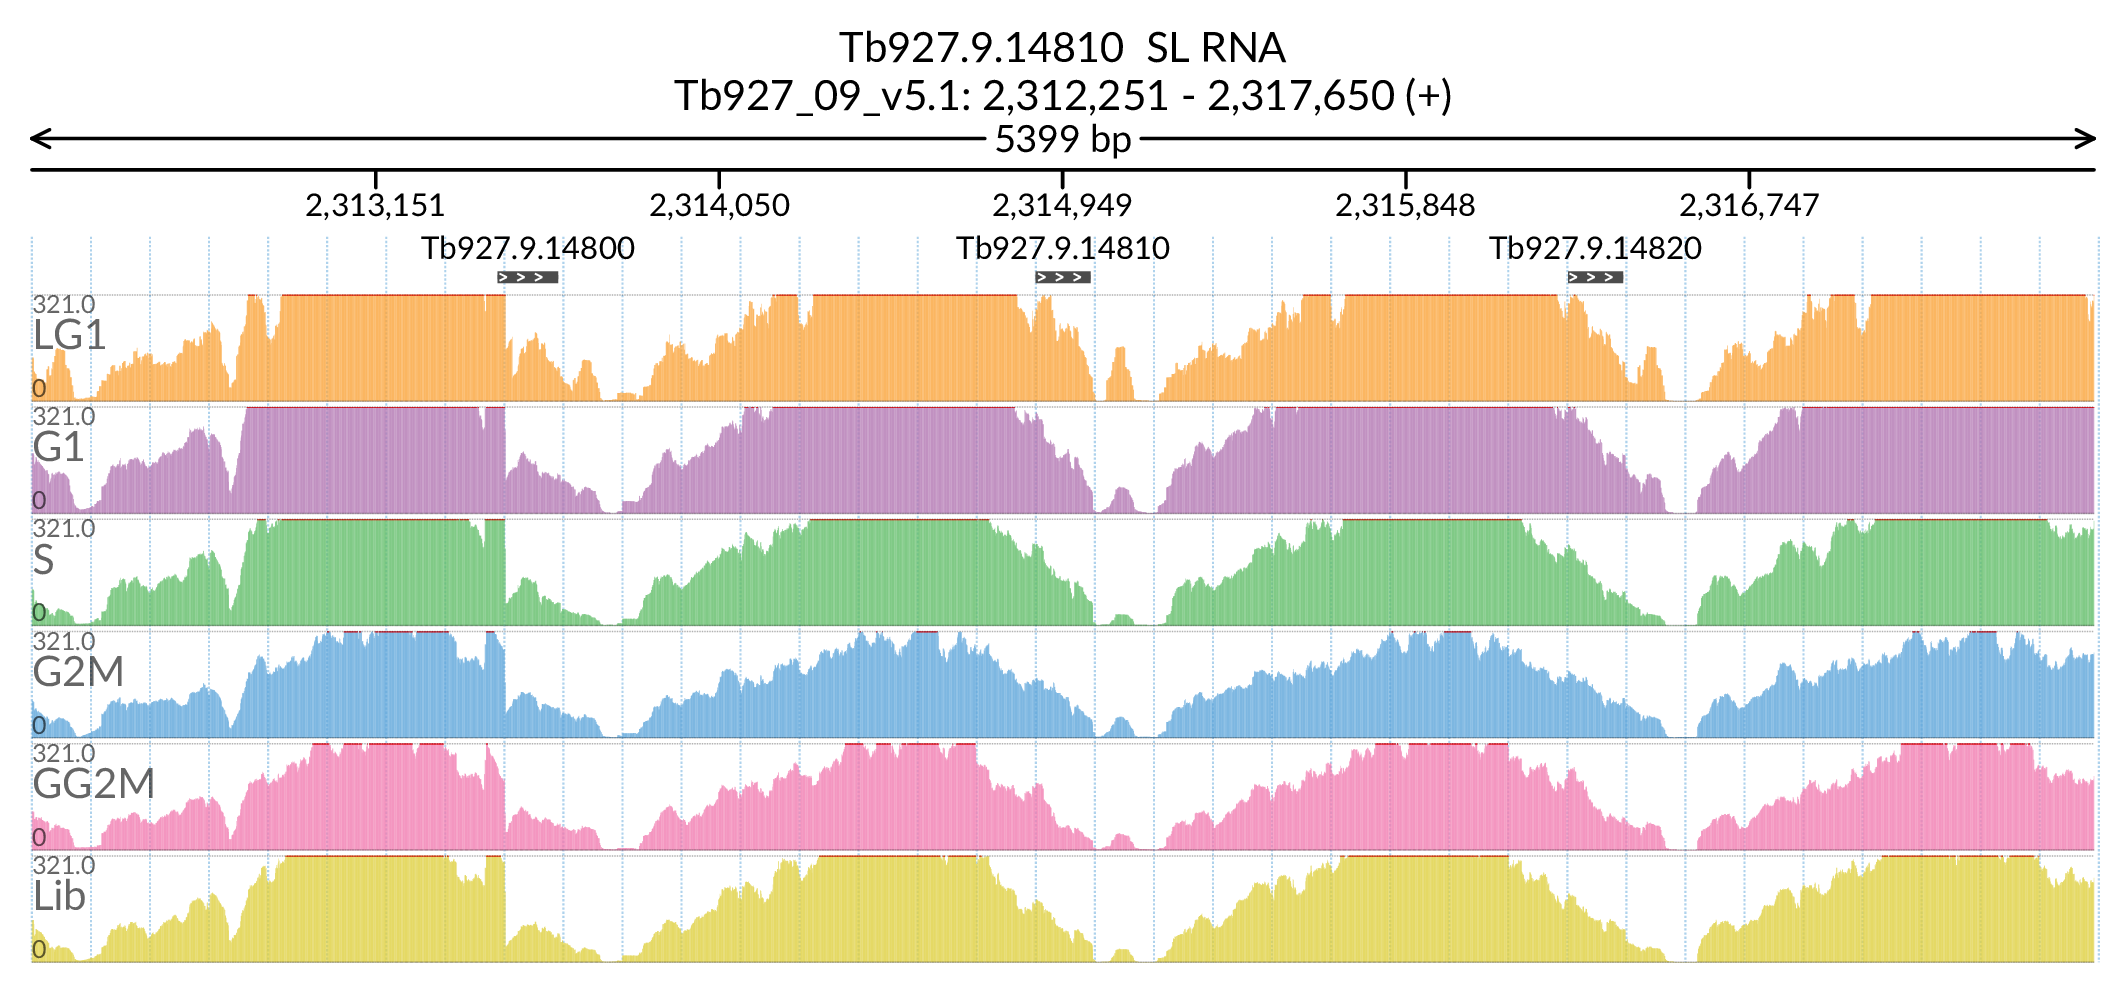 Tb927.9.14810 SL RNA
Tb927_09_v5.1: 2,312,251 - 2,317,650 (+)
5399 bp
2,313,151 2,314,050 2,314,949 2,315,848 2,316,747
Tb927.9.14800 Tb927.9.14810 Tb927.9.14820
> > > > > > > > >
321.0
LG1
0
321.0
G1
0
321.0
S
0
321.0
G2M
0
321.0
GG2M
0
321.0
Lib
0